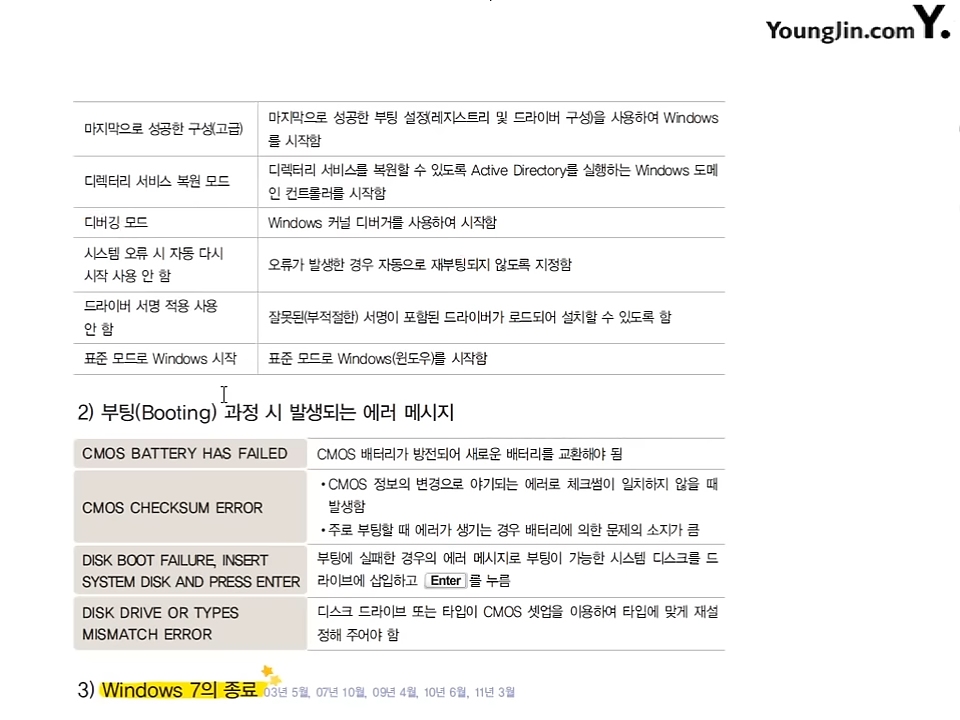 YoungJin.com Y.
마지막으로 성공한 구성(고급)
마지막으로 성공한 부팅 설정(레지스트리 및 드라이버 구성)을 사용하여 Windows
를 시작함
디렉터리 서비스 복원 모드
디렉터리 서비스를 복원할 수 있도록 Active Directory를 실행하는 Windows 도메
인 컨트롤러를 시작함
디버깅 모드
Windows 커널 디버거를 사용하여 시작함
시스템 오류 시 자동 다시
시작 사용 안 함
오류가 발생한 경우 자동으로 재부팅되지 않도록 지정함
드라이버 서명 적용 사용
안 함
잘못된(부적절한) 서명이 포함된 드라이버가 로드되어 설치할 수 있도록 함
표준 모드로 Windows 시작
표준 모드로 Windows(윈도우)를 시작함
2) 부팅(Booting) 과정 시 발생되는 에러 메시지
CMOS BATTERY HAS FAILED
CMOS 배터리가 방전되어 새로운 배터리를 교환해야 됨
CMOS CHECKSUM ERROR
•CMOS 정보의 변경으로 야기되는 에러로 체크썸이 일치하지 않을 때
발생함
•주로 부팅할 때 에러가 생기는 경우 배터리에 의한 문제의 소지가 큼
DISK BOOT FAILURE, INSERT
SYSTEM DISK AND PRESS ENTER
부팅에 실패한 경우의 에러 메시지로 부팅이 가능한 시스템 디스크를 드
라이브에 삽입하고 Enter 를 누름
DISK DRIVE OR TYPES
MISMATCH ERROR
디스크 드라이브 또는 타입이 CMOS 셋업을 이용하여 타입에 맞게 재설
정해 주어야 함
3) Windows 7의 종료 03년 5월, 07년 10월, 09년 4월, 10년 6월, 11년 3월